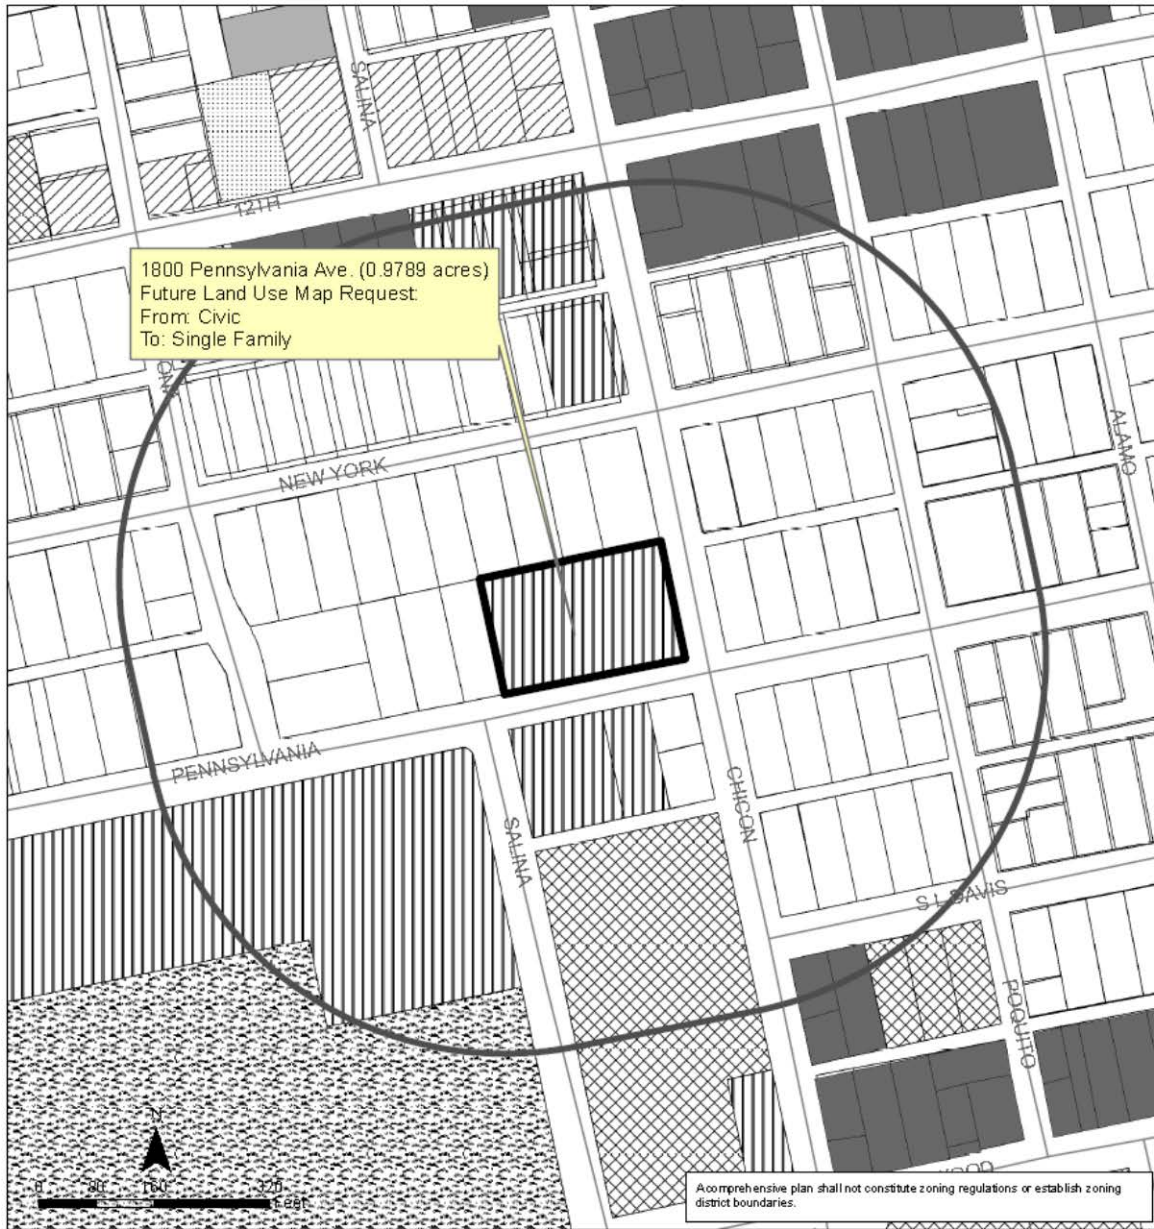 SALINA
12TH
1800 Pennsylvania Ave. (0.9789 acres)
Future Land Use Map Request:
From: Civic
To: Single Family
ALAMO
NEW YORK
PENNSYLVANIA
CHICON
SALINA
S L DAVIS
POQUITO
N
0 80 160 320
Feet
A comprehensive plan shall not constitute zoning regulations or establish zoning
district boundaries.